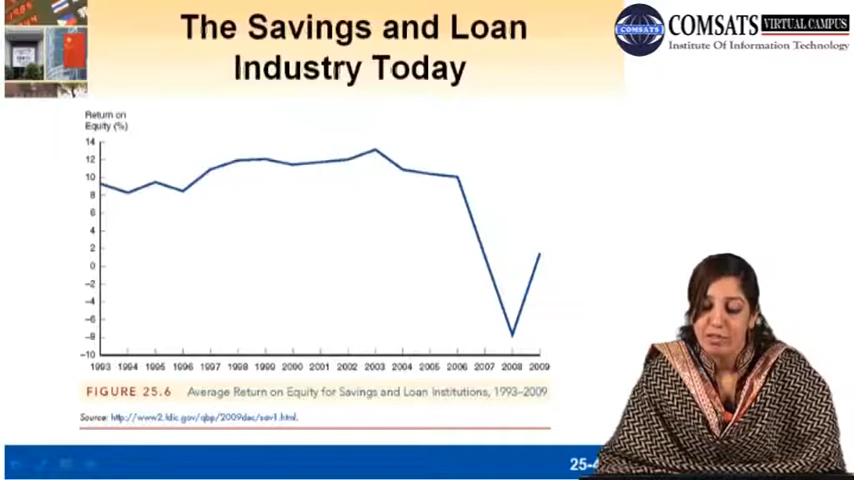 The Savings and Loan
Industry Today
COMSATS
COMSATS VIRTUAL CAMPUS
Institute Of Information Technology
Return on
Equity (%)
14
12
10
8
6
4
2
0
–2
–4
–6
–8
–10
1993 1994 1995 1996 1997 1998 1999 2000 2001 2002 2003 2004 2005 2006 2007 2008 2009
FIGURE 25.6 Average Return on Equity for Savings and Loan Institutions, 1993–2009
Source: http://www2.fdic.gov/qbp/2009dec/sav1.html.